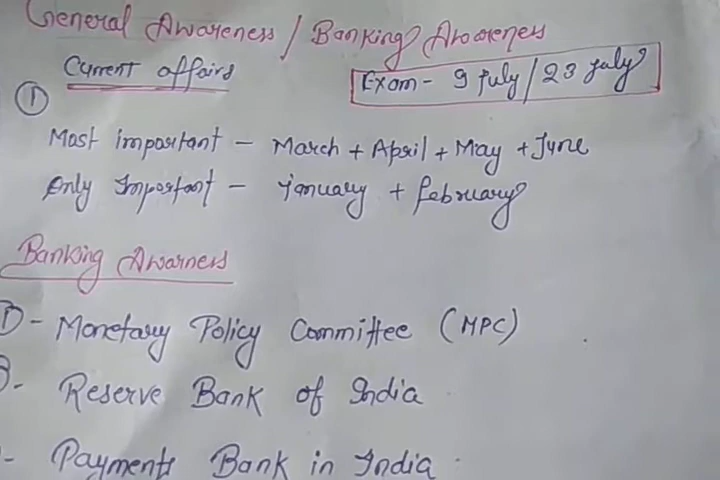 General Awareness / Banking Awareness
Current affairs
Exam - 9 July / 23 July
①
Most important - March + April + May + June
Only Important - January + february
Banking Awarness
①- Monetary Policy Committee (MPC)
- Reserve Bank of India
- Payments Bank in India